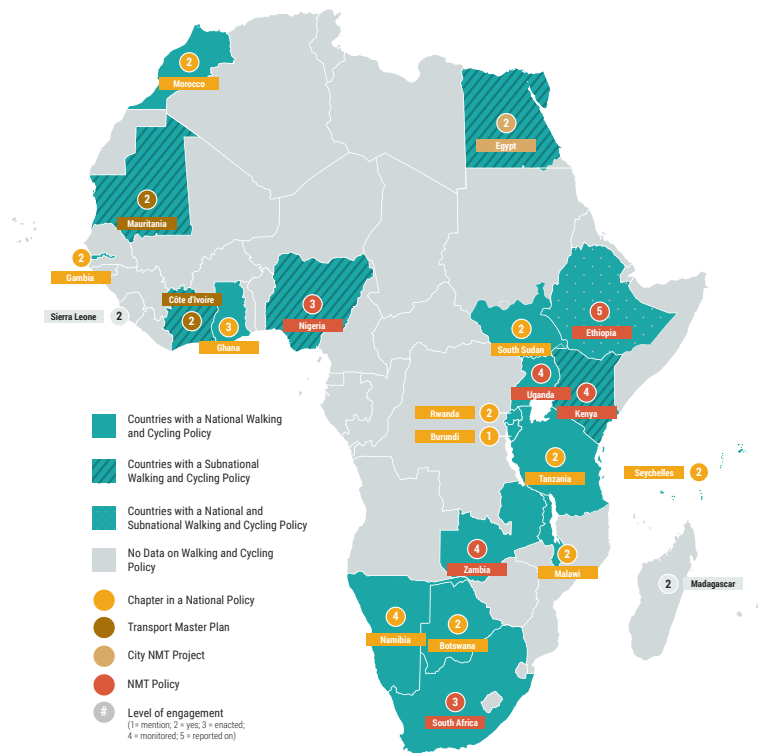 2
Morocco
2
Egypt
2
Mauritania
2
Gambia
Côte d'Ivoire
Sierra Leone
2
2
3
Ghana
3
Nigeria
2
South Sudan
5
Ethiopia
4
Uganda
4
Kenya
Rwanda
2
Burundi
1
2
Tanzania
Seychelles
2
4
Zambia
2
Malawi
2
Madagascar
4
Namibia
2
Botswana
3
South Africa
Countries with a National Walking
and Cycling Policy
Countries with a Subnational
Walking and Cycling Policy
Countries with a National and
Subnational Walking and Cycling Policy
No Data on Walking and Cycling
Policy
Chapter in a National Policy
Transport Master Plan
City NMT Project
NMT Policy
#
Level of engagement
(1= mention; 2 = yes; 3 = enacted;
4 = monitored; 5 = reported on)